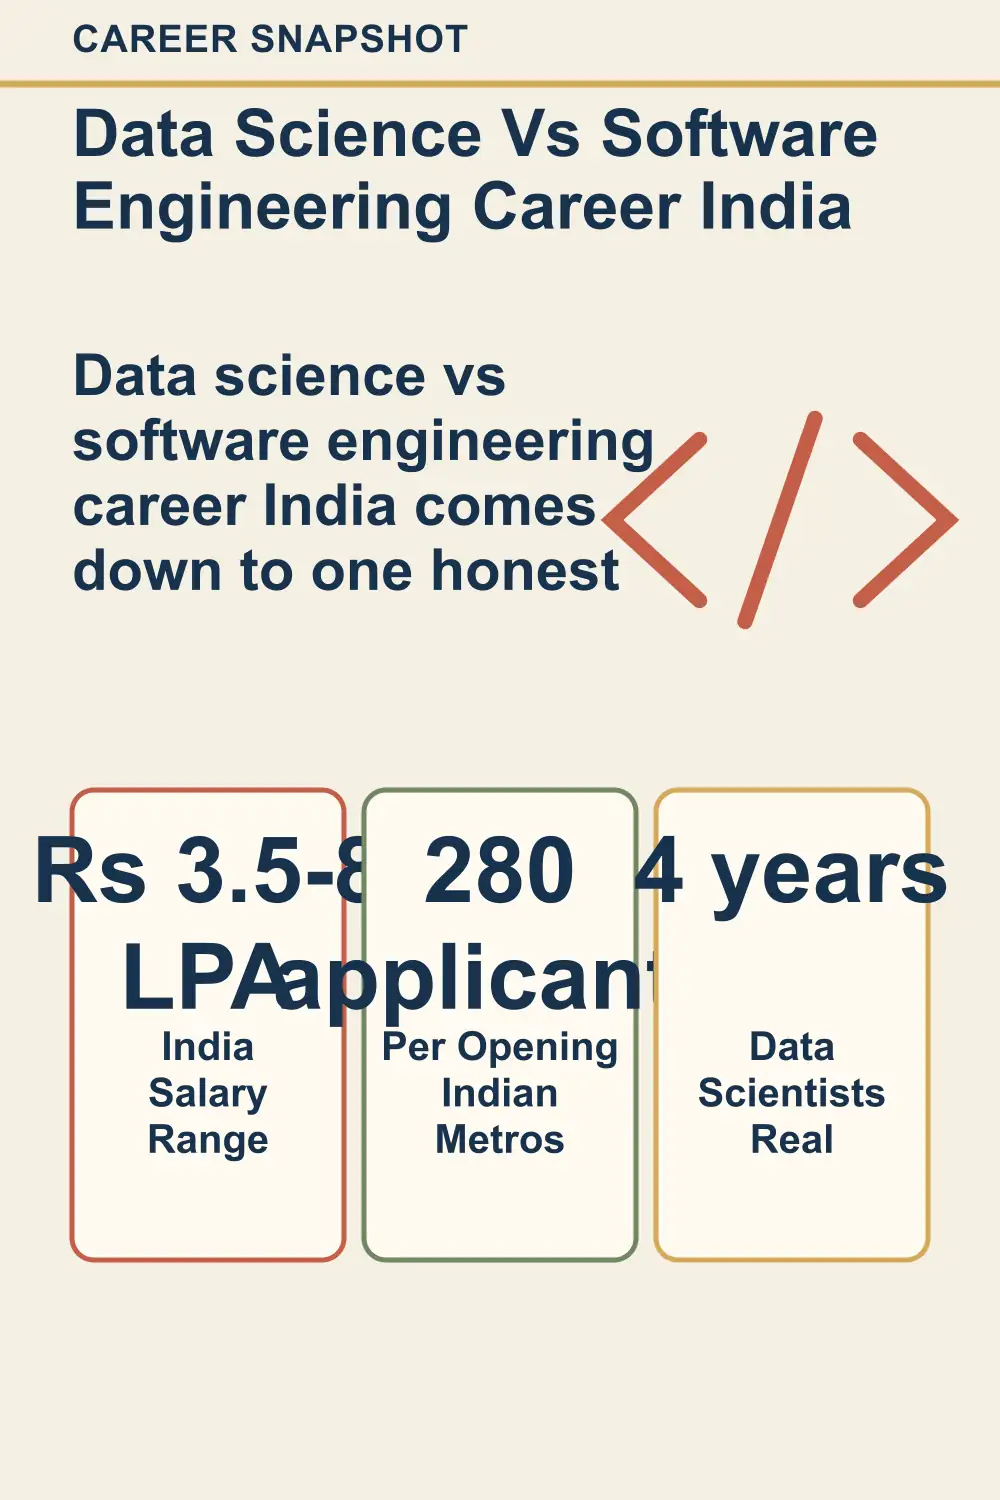 CAREER SNAPSHOT
Data Science Vs Software
Engineering Career India
Data science vs
software engineering
career India comes
down to one honest
</>
Rs 3.5-8
LPA
India
Salary
Range
280
applicant
Per Opening
Indian
Metros
4 years
Data
Scientists
Real